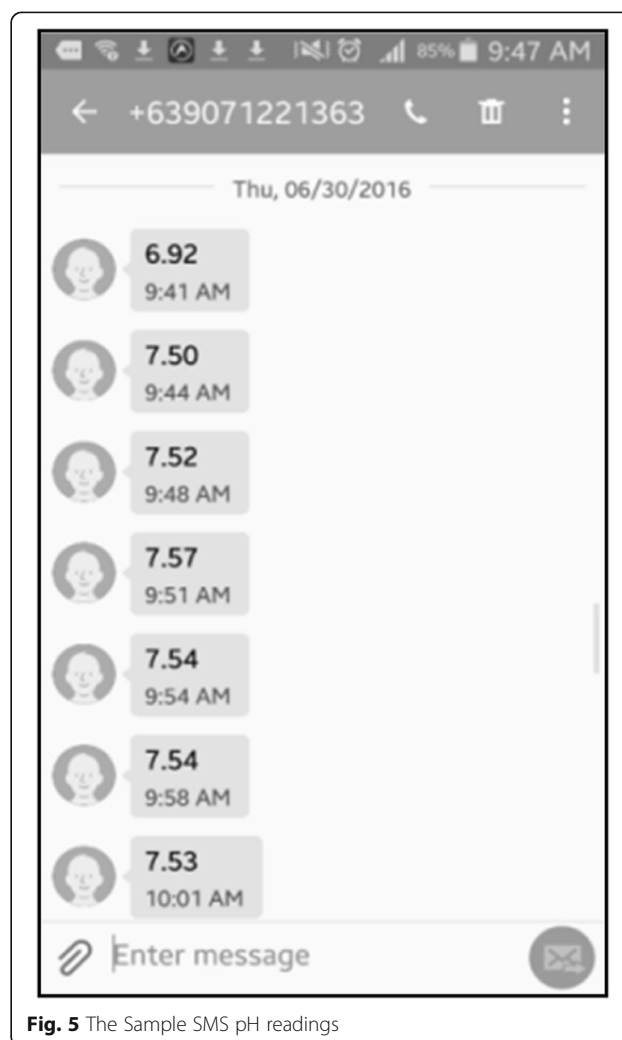 85% 9:47 AM
+639071221363
Thu, 06/30/2016
6.92
9:41 AM
7.50
9:44 AM
7.52
9:48 AM
7.57
9:51 AM
7.54
9:54 AM
7.54
9:58 AM
7.53
10:01 AM
Enter message
Fig. 5 The Sample SMS pH readings